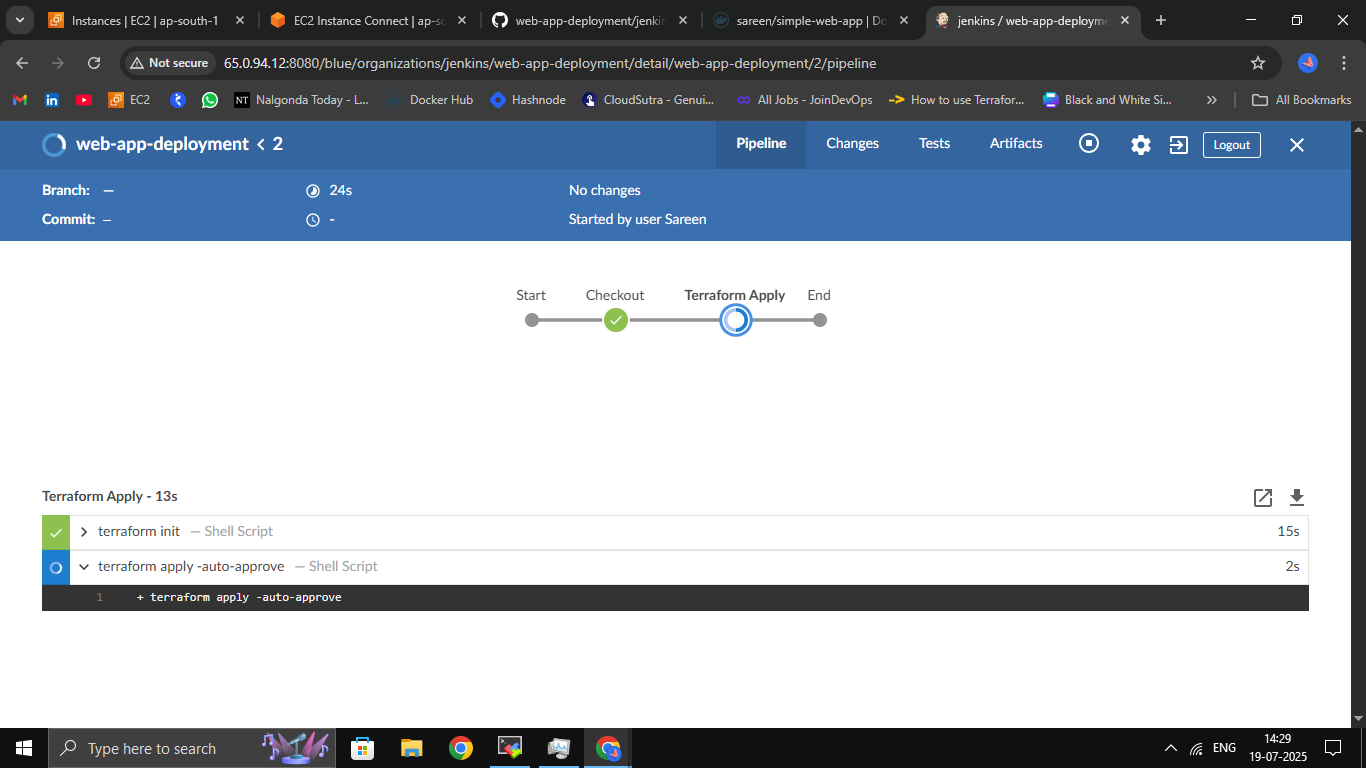 Instances | EC2 | ap-south-1
EC2 Instance Connect | ap-sc
web-app-deployment/jenkin
sareen/simple-web-app | Do
jenkins / web-app-deployme
Not secure
65.0.94.12:8080/blue/organizations/jenkins/web-app-deployment/detail/web-app-deployment/2/pipeline
EC2
NT Nalgonda Today - L...
Docker Hub
Hashnode
CloudSutra - Genui...
All Jobs - JoinDevOps
How to use Terrafor...
Black and White Si...
»
All Bookmarks
web-app-deployment < 2
Pipeline
Changes
Tests
Artifacts
Logout
Branch: —
24s
No changes
Commit: –
-
Started by user Sareen
Start
Checkout
Terraform Apply
End
Terraform Apply - 13s
terraform init — Shell Script
15s
terraform apply -auto-approve — Shell Script
2s
1 + terraform apply -auto-approve
Type here to search
ENG
14:29
19-07-2025